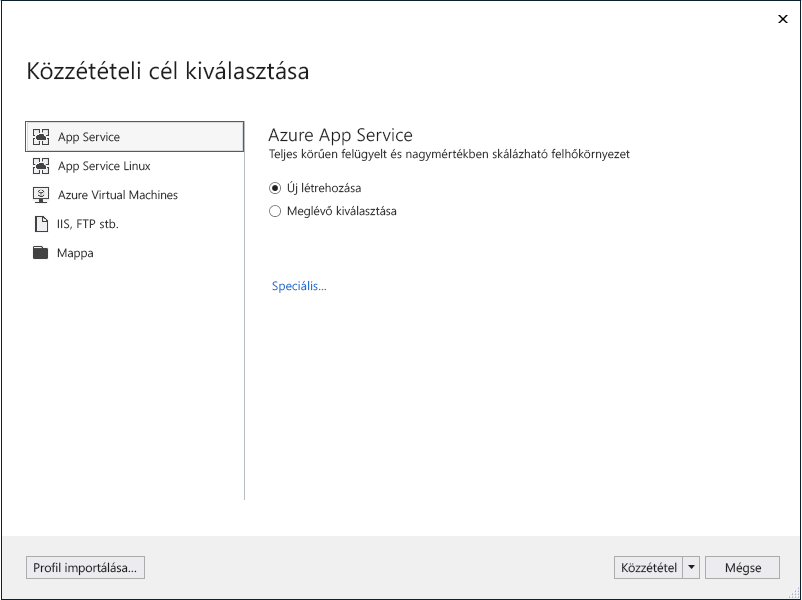 Közzétételi cél kiválasztása
App Service
App Service Linux
Azure Virtual Machines
IIS, FTP stb.
Mappa
Azure App Service
Teljes körűen felügyelt és nagymértékben skálázható felhőkörnyezet
Új létrehozása
Meglévő kiválasztása
Speciális...
Profil importálása...
Közzététel
Mégse